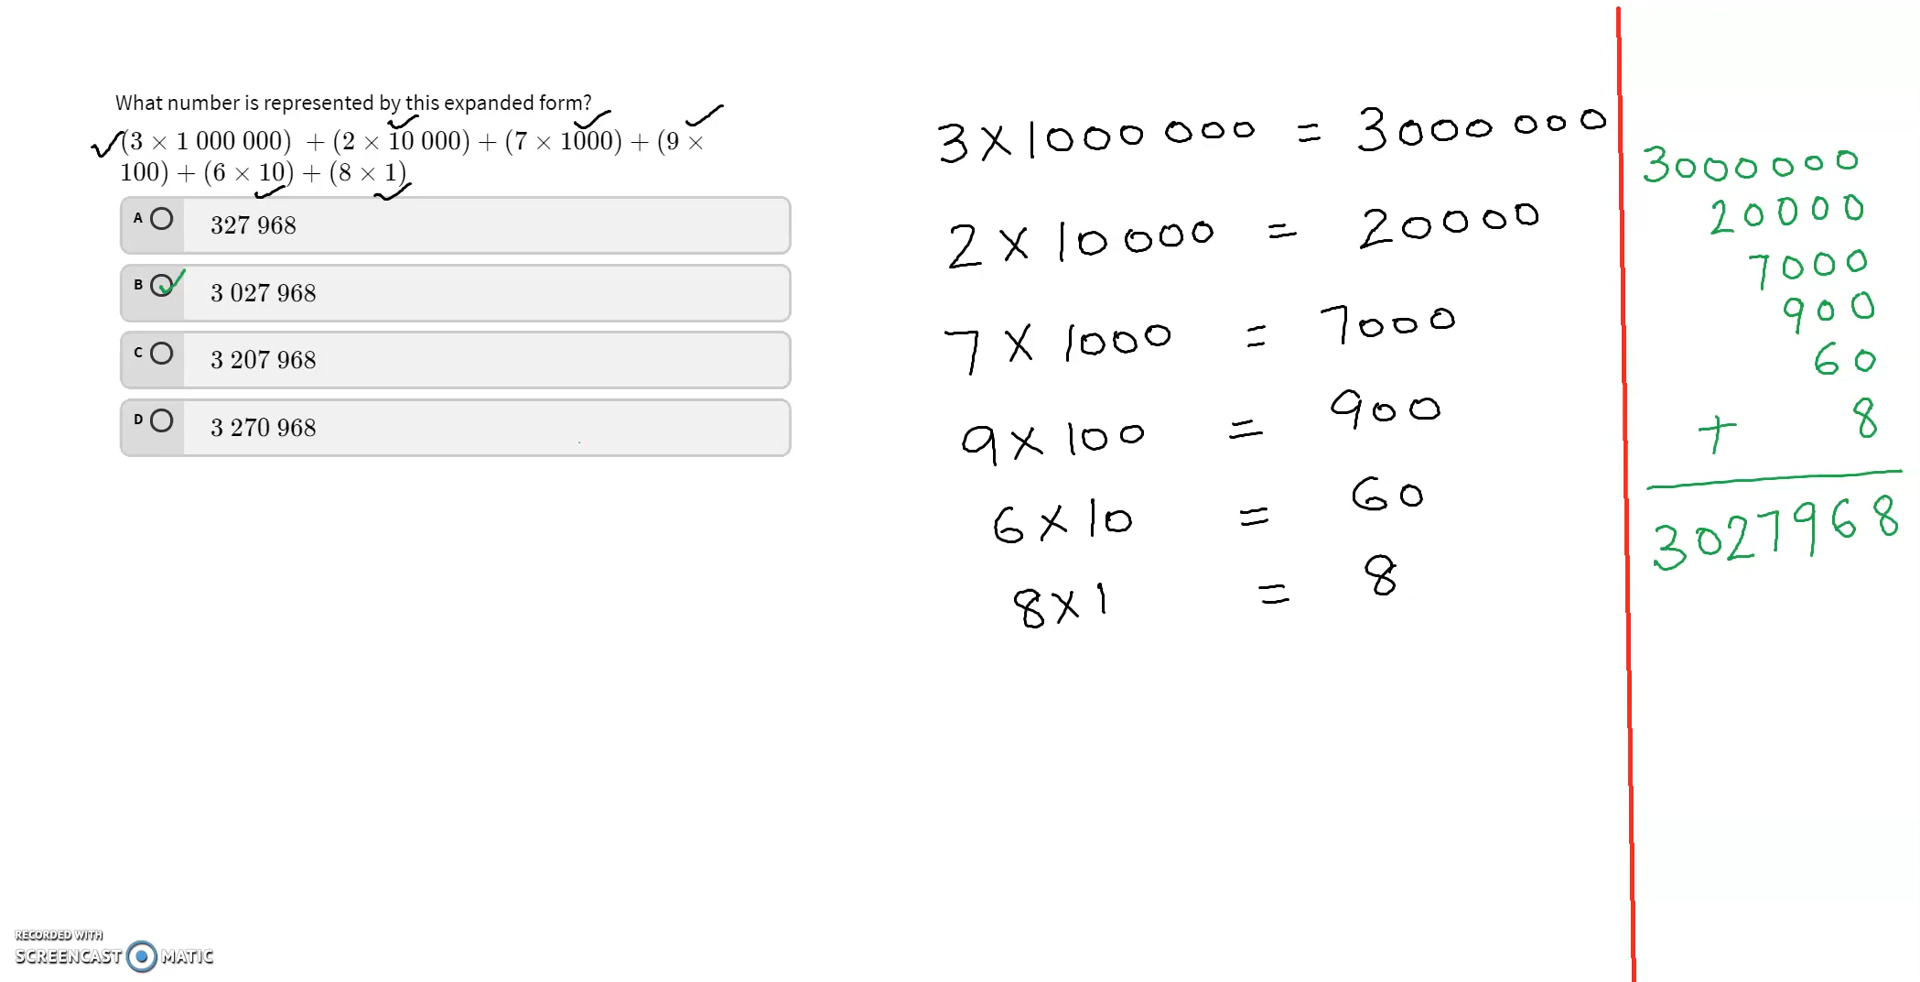 What number is represented by this expanded form?
(3 × 1 000 000) + (2 × 10 000) + (7 × 1000) + (9 ×
100) + (6 × 10) + (8 × 1)
A 327 968
B 3 027 968
C 3 207 968
D 3 270 968
3 × 1000 000 = 3000 000
2 × 10 000 = 20000
7 × 1000 = 7000
9 × 100 = 900
6 × 10 = 60
8 × 1 = 8
3000000
20000
7000
900
60
+ 8
3027968
RECORDED WITH
SCREENCAST MATIC